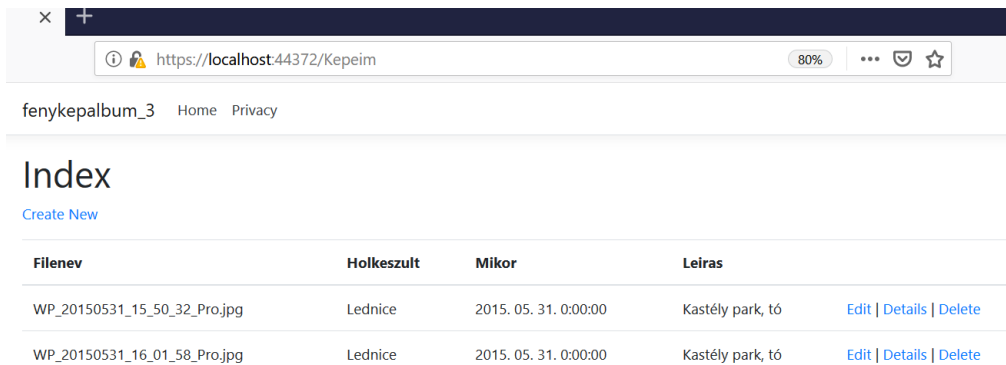 https://localhost:44372/Kepeim 80%
fenykepalbum_3 Home Privacy
Index
Create New
Filenev Holkeszult Mikor Leiras
WP_20150531_15_50_32_Pro.jpg Lednice 2015. 05. 31. 0:00:00 Kastély park, tó Edit | Details | Delete
WP_20150531_16_01_58_Pro.jpg Lednice 2015. 05. 31. 0:00:00 Kastély park, tó Edit | Details | Delete